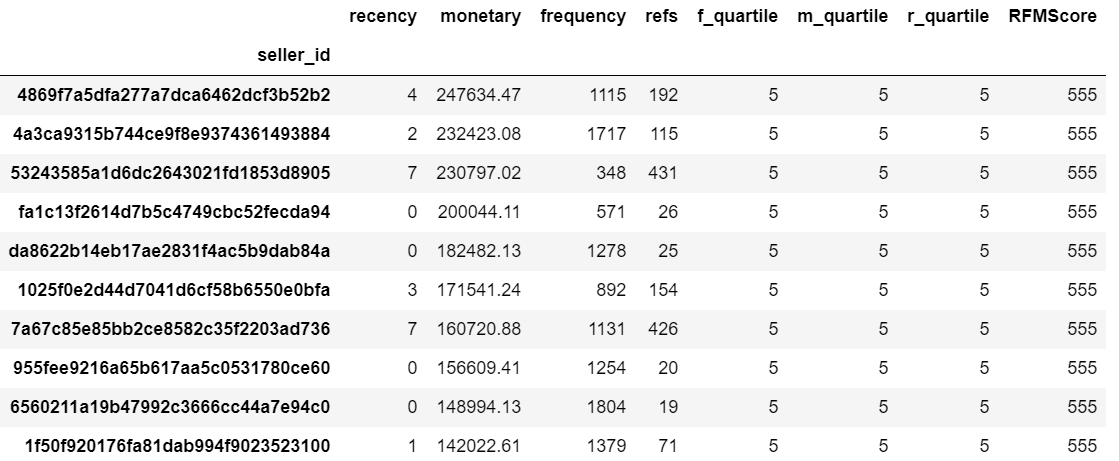 recency monetary frequency refs f_quartile m_quartile r_quartile RFMScore
seller_id
4869f7a5dfa277a7dca6462dcf3b52b2 4 247634.47 1115 192 5 5 5 555
4a3ca9315b744ce9f8e9374361493884 2 232423.08 1717 115 5 5 5 555
53243585a1d6dc2643021fd1853d8905 7 230797.02 348 431 5 5 5 555
fa1c13f2614d7b5c4749cbc52fecda94 0 200044.11 571 26 5 5 5 555
da8622b14eb17ae2831f4ac5b9dab84a 0 182482.13 1278 25 5 5 5 555
1025f0e2d44d7041d6cf58b6550e0bfa 3 171541.24 892 154 5 5 5 555
7a67c85e85bb2ce8582c35f2203ad736 7 160720.88 1131 426 5 5 5 555
955fee9216a65b617aa5c0531780ce60 0 156609.41 1254 20 5 5 5 555
6560211a19b47992c3666cc44a7e94c0 0 148994.13 1804 19 5 5 5 555
1f50f920176fa81dab994f9023523100 1 142022.61 1379 71 5 5 5 555